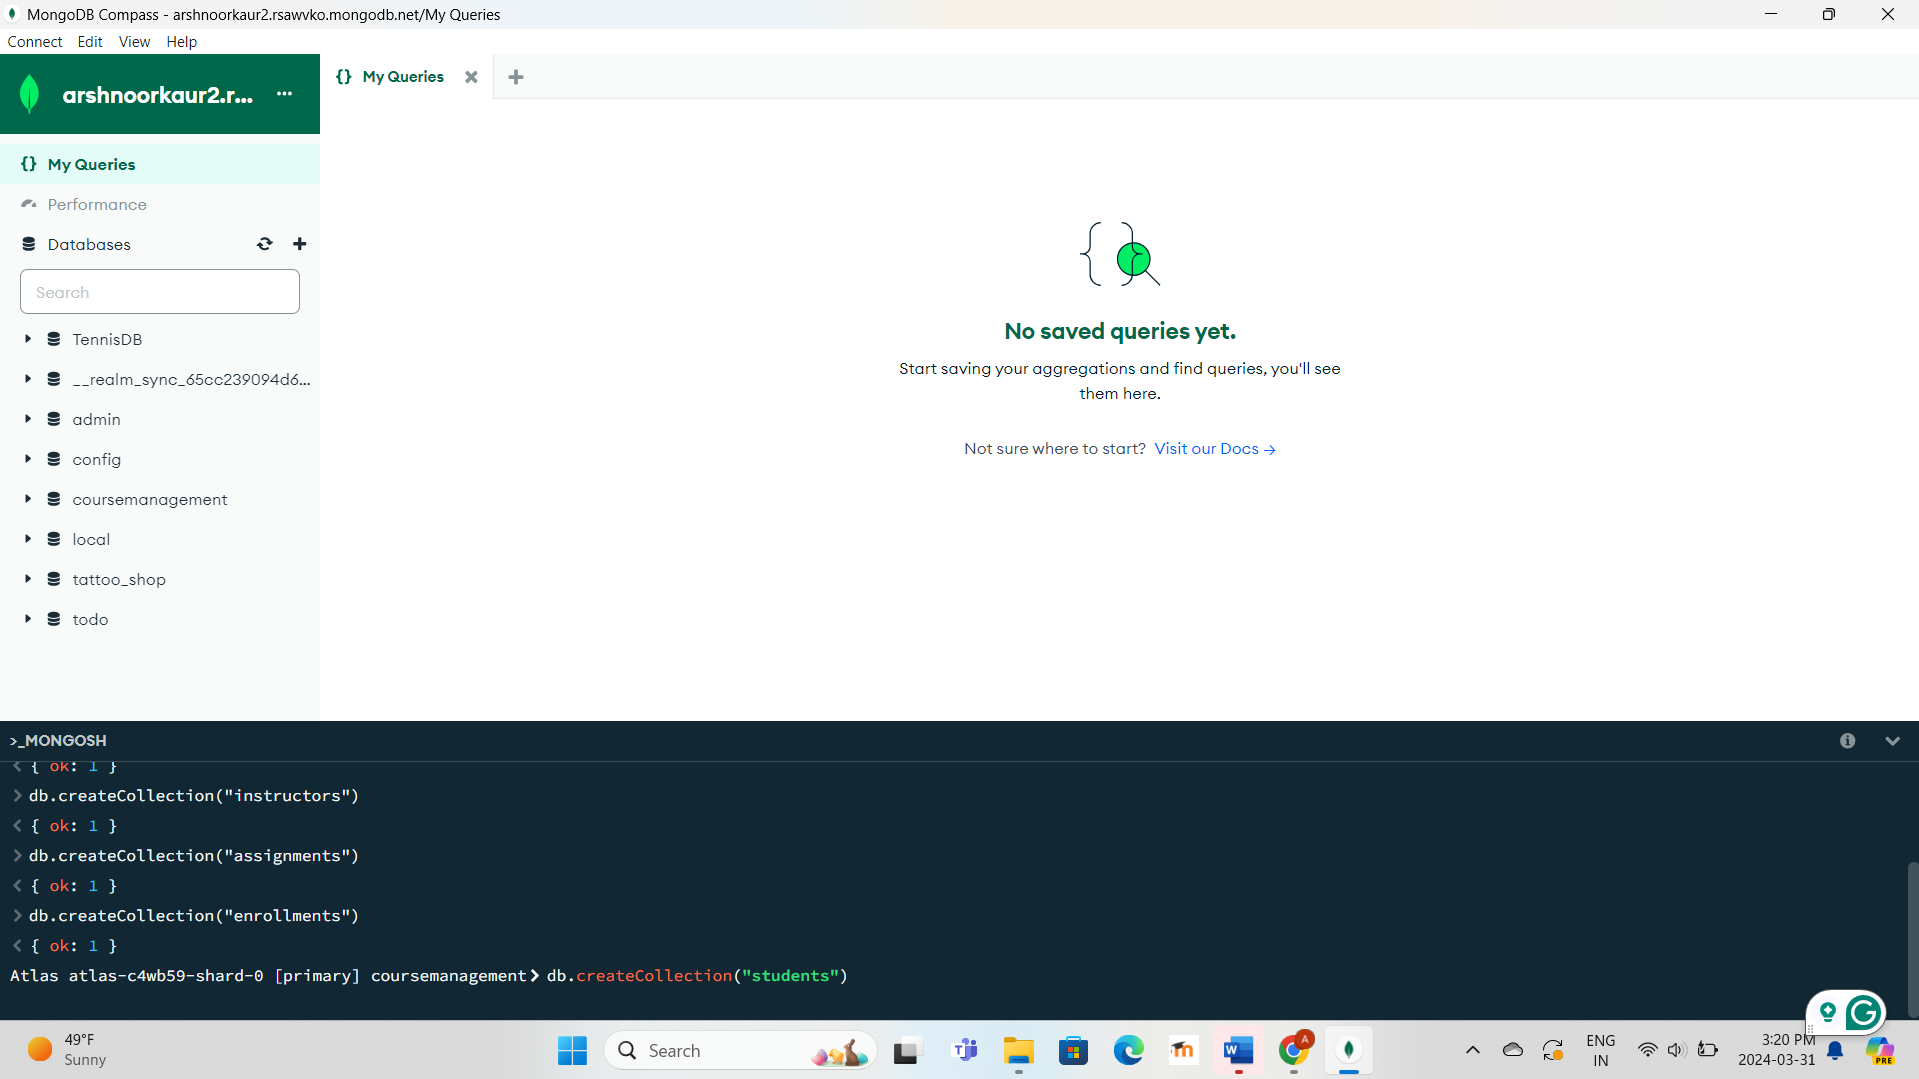 MongoDB Compass - arshnoorkaur2.rsawvko.mongodb.net/My Queries
Connect Edit View Help
arshnoorkaur2.r... ...
{} My Queries
{} My Queries
Performance
Databases
Search
TennisDB
__realm_sync_65cc239094d6...
admin
config
coursemanagement
local
tattoo_shop
todo
No saved queries yet.
Start saving your aggregations and find queries, you'll see
them here.
Not sure where to start? Visit our Docs →
>_MONGOSH
< { ok: 1 }
> db.createCollection("instructors")
< { ok: 1 }
> db.createCollection("assignments")
< { ok: 1 }
> db.createCollection("enrollments")
< { ok: 1 }
Atlas atlas-c4wb59-shard-0 [primary] coursemanagement> db.createCollection("students")
49°F
Sunny
Search
ENG
IN
3:20 PM
2024-03-31
PRE